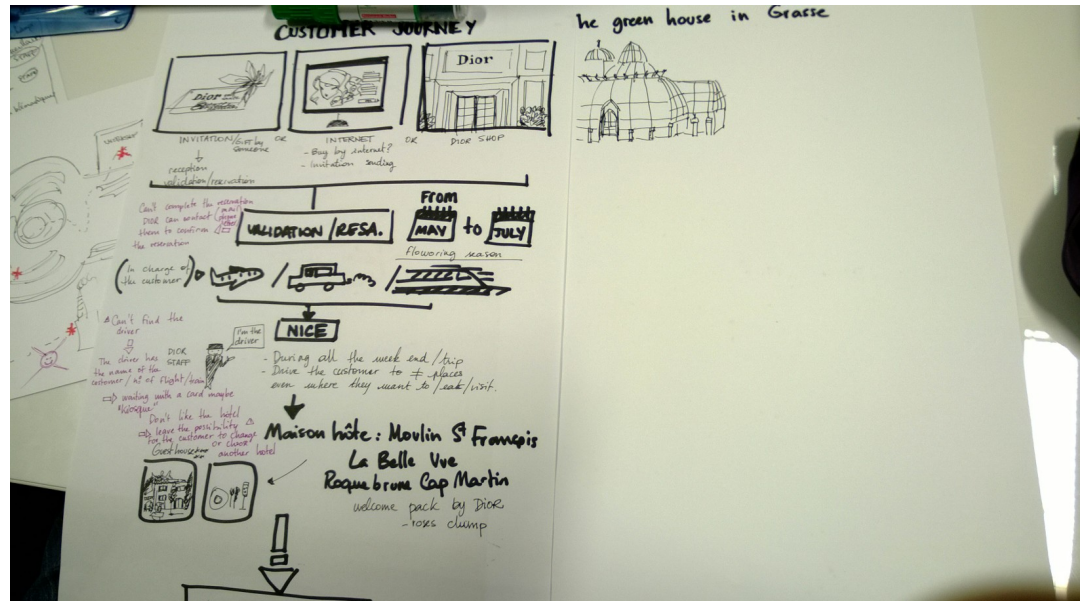 CUSTOMER JOURNEY
Dior
Dior
INVITATION/GIFT by someone OR INTERNET OR DIOR SHOP
reception
validation/reservation
- Buy by internet?
- Invitation sending
Can't complete the reservation
DIOR can contact
them to confirm
the reservation
VALIDATION / RESA.
From
MAY to JULY
flowering season
(In charge of
the customer)
NICE
Can't find the
driver
The driver has
the name of the
customer / n° of flight/train
⇨ waiting with a card maybe
DIOR
STAFF
I'm the
driver
- During all the week end/trip
- Drive the customer to ≠ places
even where they want to /eat/visit.
Don't like the hotel
⇨ leave the possibility
for the customer to change
or choose
another hotel
Guest house
Maison hôte: Moulin St François
La Belle Vue
Roquebrune Cap Martin
welcome pack by DIOR
- roses clump
he green house in Grasse